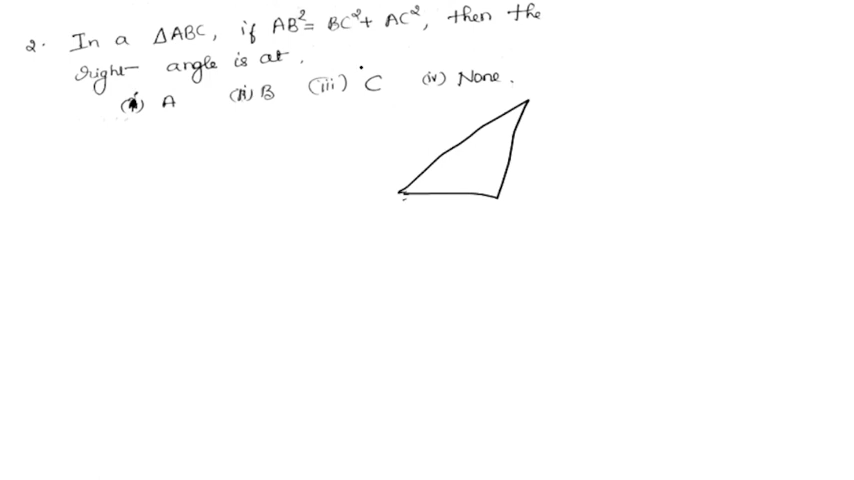 2. In a ΔABC, if AB²= BC²+ AC², then the
right angle is at.
(i) A (ii) B (iii) C (iv) None.